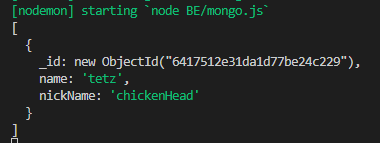 [nodemon] starting `node BE/mongo.js`
[
  {
    _id: new ObjectId("6417512e31da1d77be24c229"),
    name: 'tetz',
    nickName: 'chickenHead'
  }
]